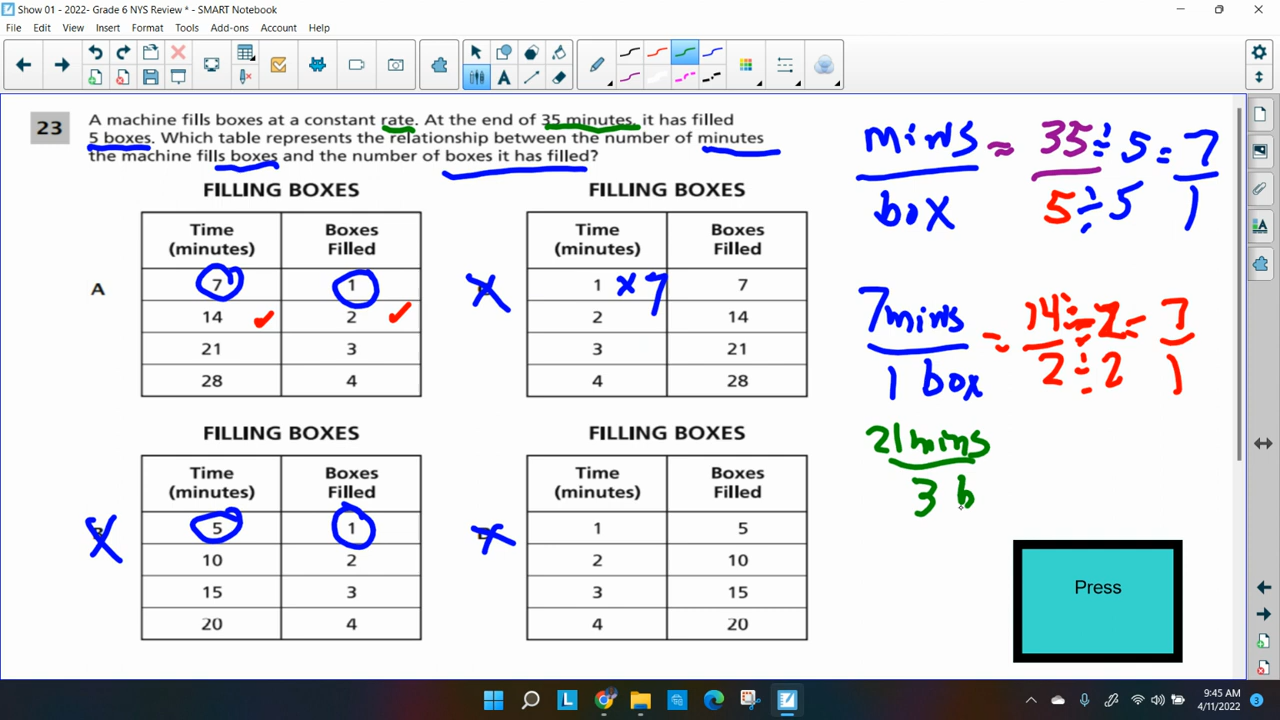 Show 01 - 2022- Grade 6 NYS Review * - SMART Notebook
File Edit View Insert Format Tools Add-ons Account Help
23
A machine fills boxes at a constant rate. At the end of 35 minutes, it has filled
5 boxes. Which table represents the relationship between the number of minutes
the machine fills boxes and the number of boxes it has filled?
FILLING BOXES
Time (minutes) Boxes Filled
A
7 1
14 2
21 3
28 4
FILLING BOXES
Time (minutes) Boxes Filled
1 x 7 7
2 14
3 21
4 28
FILLING BOXES
Time (minutes) Boxes Filled
5 1
10 2
15 3
20 4
FILLING BOXES
Time (minutes) Boxes Filled
1 5
2 10
3 15
4 20
mins = 35 ÷ 5 = 7
box 5 ÷ 5 1
7mins = 14 ÷ 2 = 7
1 box 2 ÷ 2 1
21mins
3 b
Press
9:45 AM
4/11/2022
3